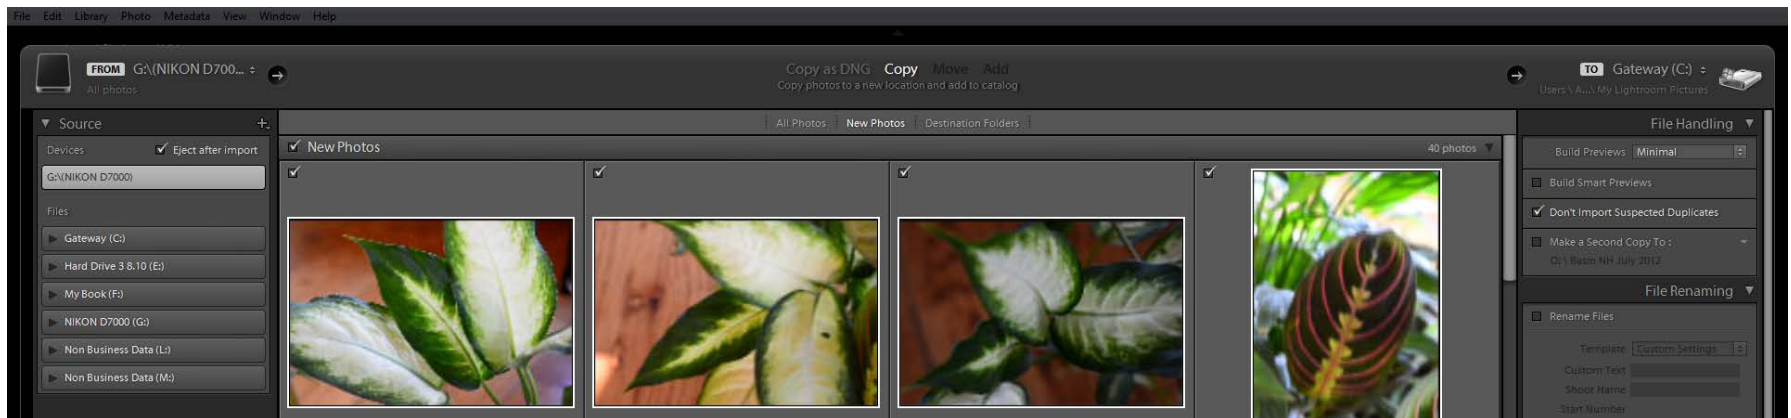 File Edit Library Photo Metadata View Window Help
FROM G:\(NIKON D700...
All photos
Copy as DNG Copy Move Add
Copy photos to a new location and add to catalog
TO Gateway (C:)
Users \ A...\ My Lightroom Pictures
Source
Devices Eject after import
G:\(NIKON D7000)
Files
Gateway (C:)
Hard Drive 3 8.10 (E:)
My Book (F:)
NIKON D7000 (G:)
Non Business Data (L:)
Non Business Data (M:)
All Photos New Photos Destination Folders
New Photos 40 photos
File Handling
Build Previews Minimal
Build Smart Previews
Don't Import Suspected Duplicates
Make a Second Copy To :
Basin NH July 2012
File Renaming
Rename Files
Template Custom Settings
Custom Text
Shoot Name
Start Number